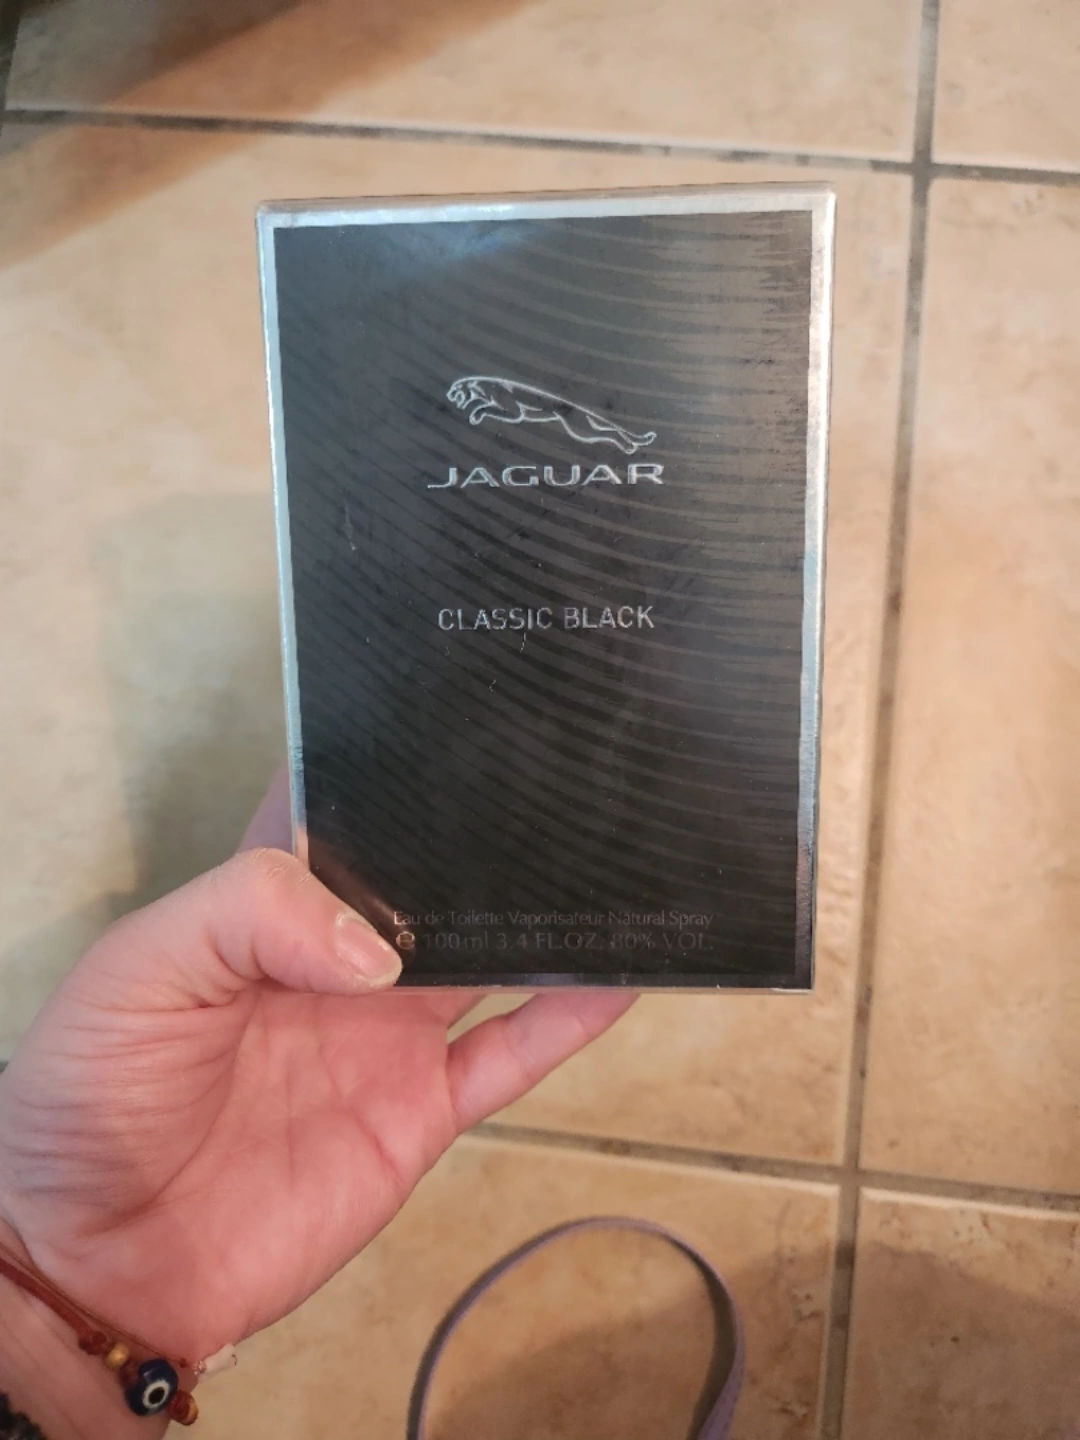 JAGUAR
CLASSIC BLACK
Eau de Toilette Vaporisateur Natural Spray
e 100 ml 3.4 FL.OZ. 80% VOL.